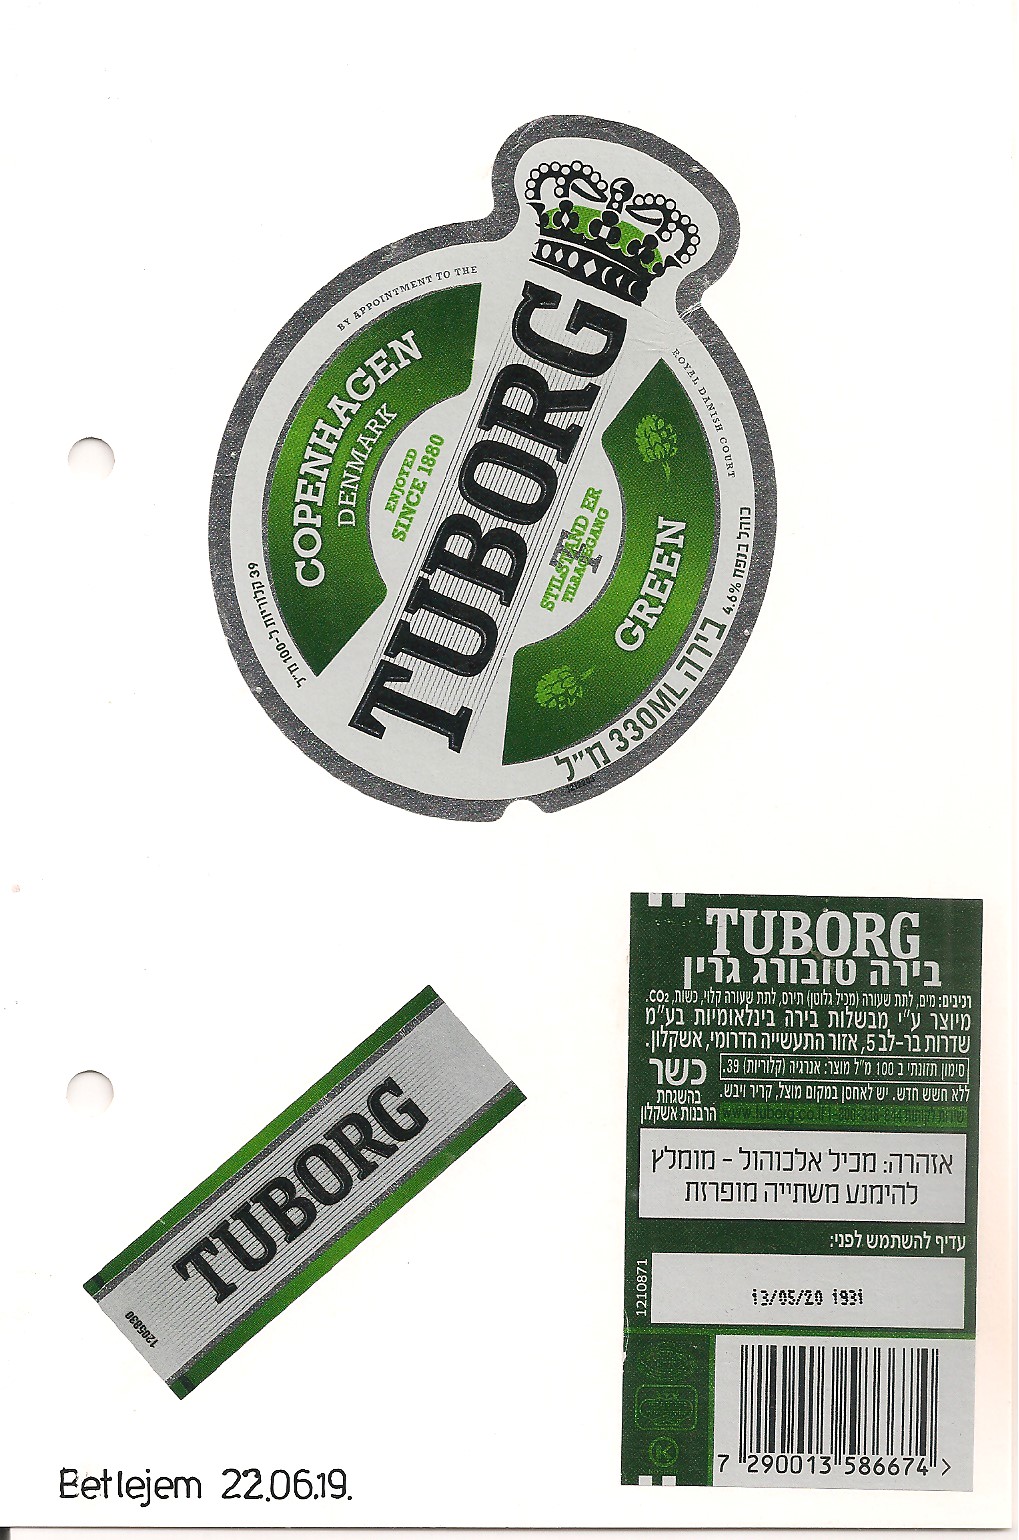 BY APPOINTMENT TO THE
ROYAL DANISH COURT
COPENHAGEN
DENMARK
ENJOYED
SINCE 1880
TUBORG
STILSTAND ER
TILBAGEGANG
GREEN
39 קלוריות ל-100 מ"ל
בירה 330ML מ"ל
4.6% כוהל בנפח
TUBORG
1205830
TUBORG
בירה טובורג גרין
רכיבים: מים, לתת שעורה (מכיל גלוטן) תירס, לתת שעורה קלוי, כשות, CO₂.
מיוצר ע"י מבשלות בירה בינלאומיות בע"מ
שדרות בר-לב 5, אזור התעשייה הדרומי, אשקלון.
סימון תזונתי ב 100 מ"ל מוצר: אנרגיה (קלוריות) 39.
כשר
ללא חשש חדש. יש לאחסן במקום מוצל, קריר ויבש.
בהשגחת
הרבנות אשקלון
אזהרה: מכיל אלכוהול - מומלץ
להימנע משתייה מופרזת
עדיף להשתמש לפני:
13/05/20 1931
1210871
K
7 290013 586674 >
Betlejem 22.06.19.